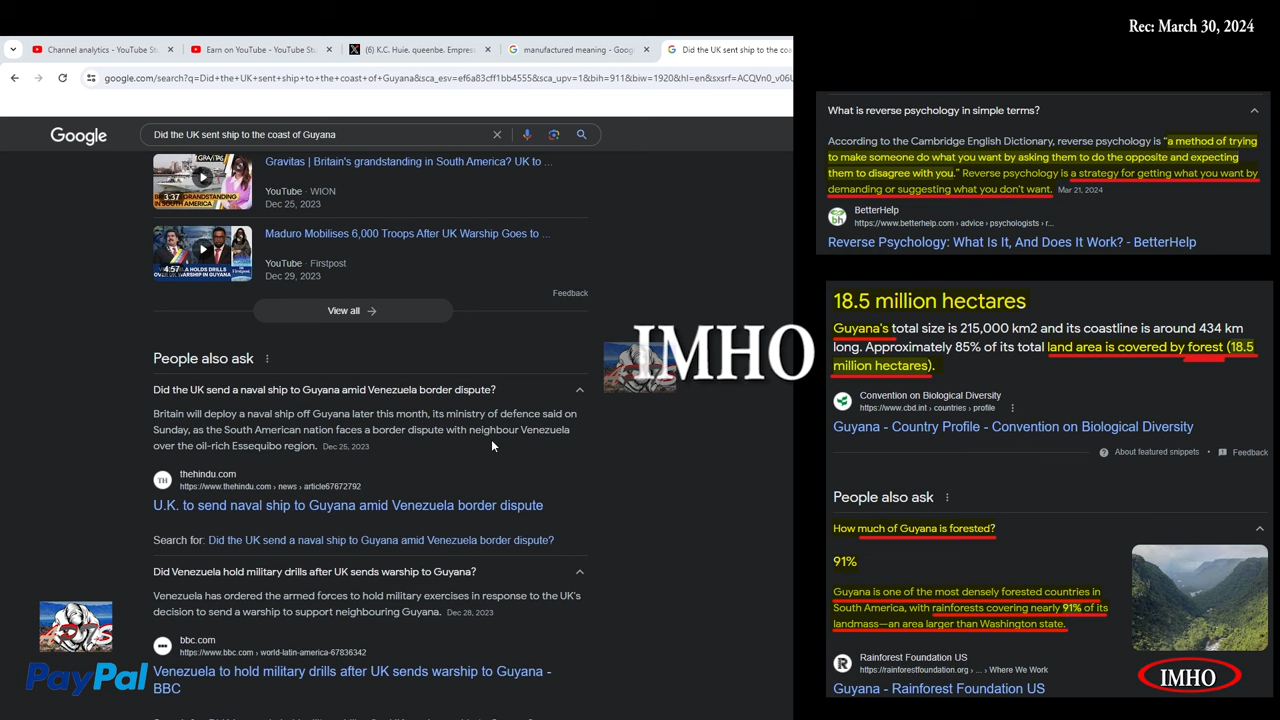 Rec: March 30, 2024
Channel analytics - YouTube St
Earn on YouTube - YouTube Stu
(6) K.C. Huie. queenbe. Empres
manufactured meaning - Goog
Did the UK sent ship to the coa
google.com/search?q=Did+the+UK+sent+ship+to+the+coast+of+Guyana&sca_esv=ef6a83cff1bb4555&sca_upv=1&bih=911&biw=1920&hl=en&sxsrf=ACQVn0_v06U
Google
Did the UK sent ship to the coast of Guyana
3:37
Gravitas | Britain's grandstanding in South America? UK to ...
YouTube · WION
Dec 25, 2023
4:57
Maduro Mobilises 6,000 Troops After UK Warship Goes to ...
YouTube · Firstpost
Dec 29, 2023
Feedback
View all
People also ask
Did the UK send a naval ship to Guyana amid Venezuela border dispute?
Britain will deploy a naval ship off Guyana later this month, its ministry of defence said on
Sunday, as the South American nation faces a border dispute with neighbour Venezuela
over the oil-rich Essequibo region. Dec 25, 2023
TH
thehindu.com
https://www.thehindu.com › news › article67672792
U.K. to send naval ship to Guyana amid Venezuela border dispute
Search for: Did the UK send a naval ship to Guyana amid Venezuela border dispute?
Did Venezuela hold military drills after UK sends warship to Guyana?
Venezuela has ordered the armed forces to hold military exercises in response to the UK's
decision to send a warship to support neighbouring Guyana. Dec 28, 2023
bbc.com
https://www.bbc.com › world-latin-america-67836342
Venezuela to hold military drills after UK sends warship to Guyana -
BBC
PayPal
IMHO
What is reverse psychology in simple terms?
According to the Cambridge English Dictionary, reverse psychology is “a method of trying
to make someone do what you want by asking them to do the opposite and expecting
them to disagree with you.” Reverse psychology is a strategy for getting what you want by
demanding or suggesting what you don't want. Mar 21, 2024
bh
BetterHelp
https://www.betterhelp.com › advice › psychologists › r...
Reverse Psychology: What Is It, And Does It Work? - BetterHelp
18.5 million hectares
Guyana's total size is 215,000 km2 and its coastline is around 434 km
long. Approximately 85% of its total land area is covered by forest (18.5
million hectares).
Convention on Biological Diversity
https://www.cbd.int › countries › profile
Guyana - Country Profile - Convention on Biological Diversity
About featured snippets • Feedback
People also ask
How much of Guyana is forested?
91%
Guyana is one of the most densely forested countries in
South America, with rainforests covering nearly 91% of its
landmass—an area larger than Washington state.
R
Rainforest Foundation US
https://rainforestfoundation.org › ... › Where We Work
Guyana - Rainforest Foundation US
IMHO